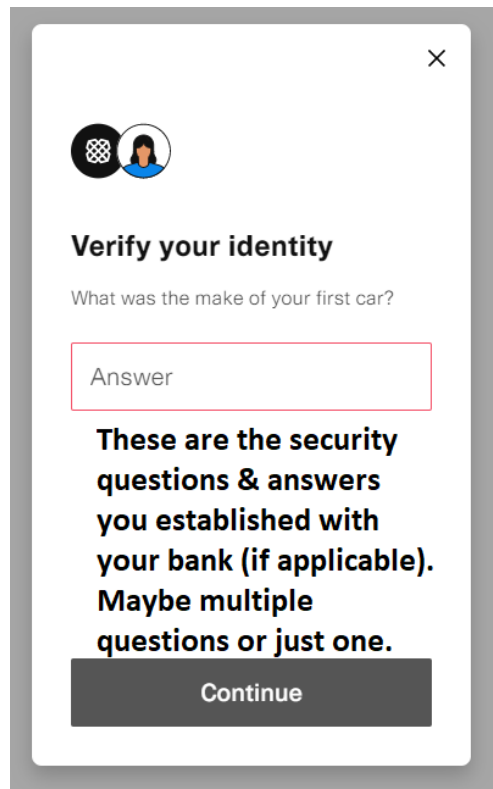 Verify your identity
What was the make of your first car?
Answer
These are the security
questions & answers
you established with
your bank (if applicable).
Maybe multiple
questions or just one.
Continue